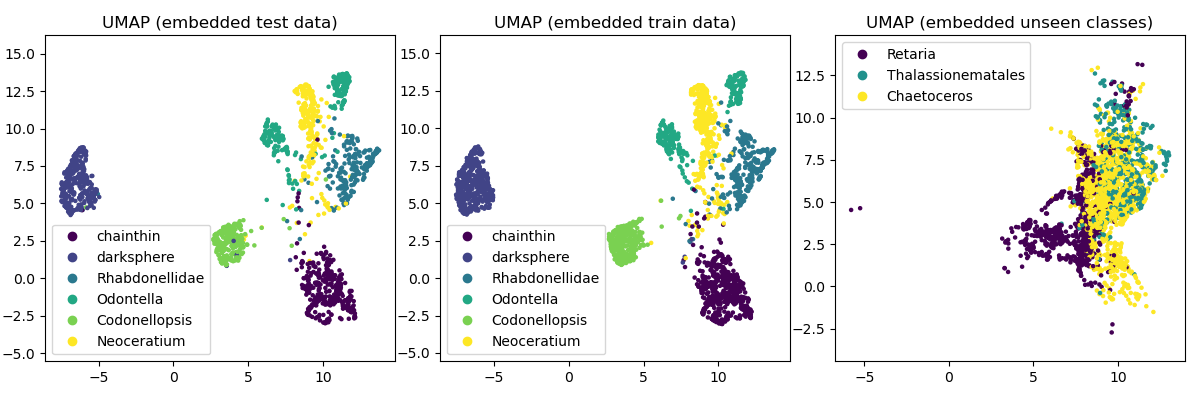 UMAP (embedded test data)
15.0
12.5
10.0
7.5
5.0
2.5
0.0
−2.5
−5.0
−5
0
5
10
chainthin
darksphere
Rhabdonellidae
Odontella
Codonellopsis
Neoceratium
UMAP (embedded train data)
15.0
12.5
10.0
7.5
5.0
2.5
0.0
−2.5
−5.0
−5
0
5
10
chainthin
darksphere
Rhabdonellidae
Odontella
Codonellopsis
Neoceratium
UMAP (embedded unseen classes)
12.5
10.0
7.5
5.0
2.5
0.0
−2.5
−5
0
5
10
Retaria
Thalassionematales
Chaetoceros